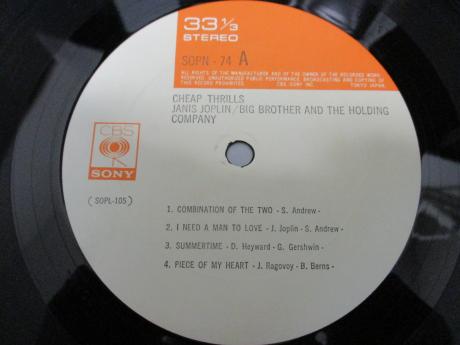 33 1/3
STEREO
SOPN - 74 A
ALL RIGHTS OF THE MANUFACTURER AND OF THE OWNER OF THE RECORDED WORK
RESERVED. UNAUTHORIZED PUBLIC PERFORMANCE. BROADCASTING AND COPYING OF
THIS RECORD PROHIBITED. CBS·SONY INC. TOKYO JAPAN.
CHEAP THRILLS
JANIS JOPLIN/BIG BROTHER AND THE HOLDING
COMPANY
CBS
SONY
(SOPL-105)
1. COMBINATION OF THE TWO - S. Andrew -
2. I NEED A MAN TO LOVE - J. Joplin - S. Andrew -
3. SUMMERTIME - D. Heyward - G. Gershwin -
4. PIECE OF MY HEART - J. Ragovoy - B. Berns -